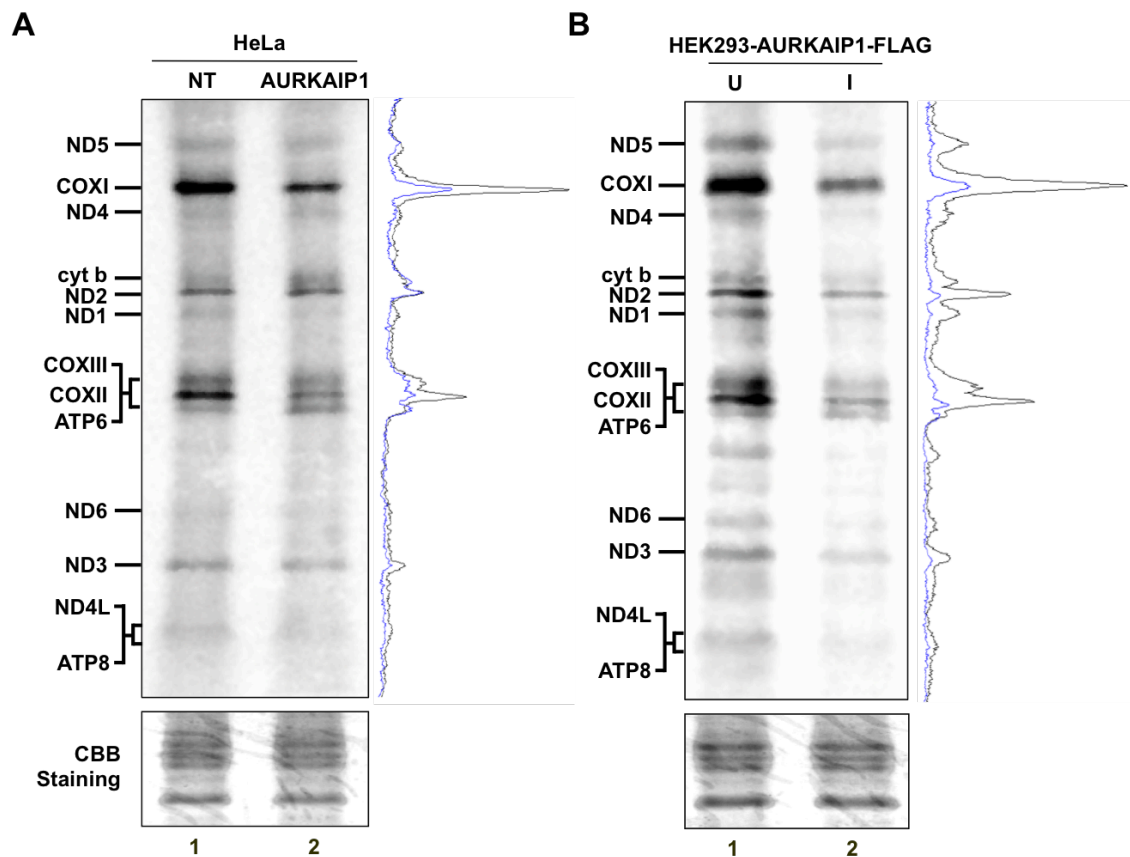 A
HeLa
NT AURKAIP1
ND5
COXI
ND4
cyt b
ND2
ND1
COXIII
COXII
ATP6
ND6
ND3
ND4L
ATP8
CBB
Staining
1 2
B
HEK293-AURKAIP1-FLAG
U I
ND5
COXI
ND4
cyt b
ND2
ND1
COXIII
COXII
ATP6
ND6
ND3
ND4L
ATP8
1 2